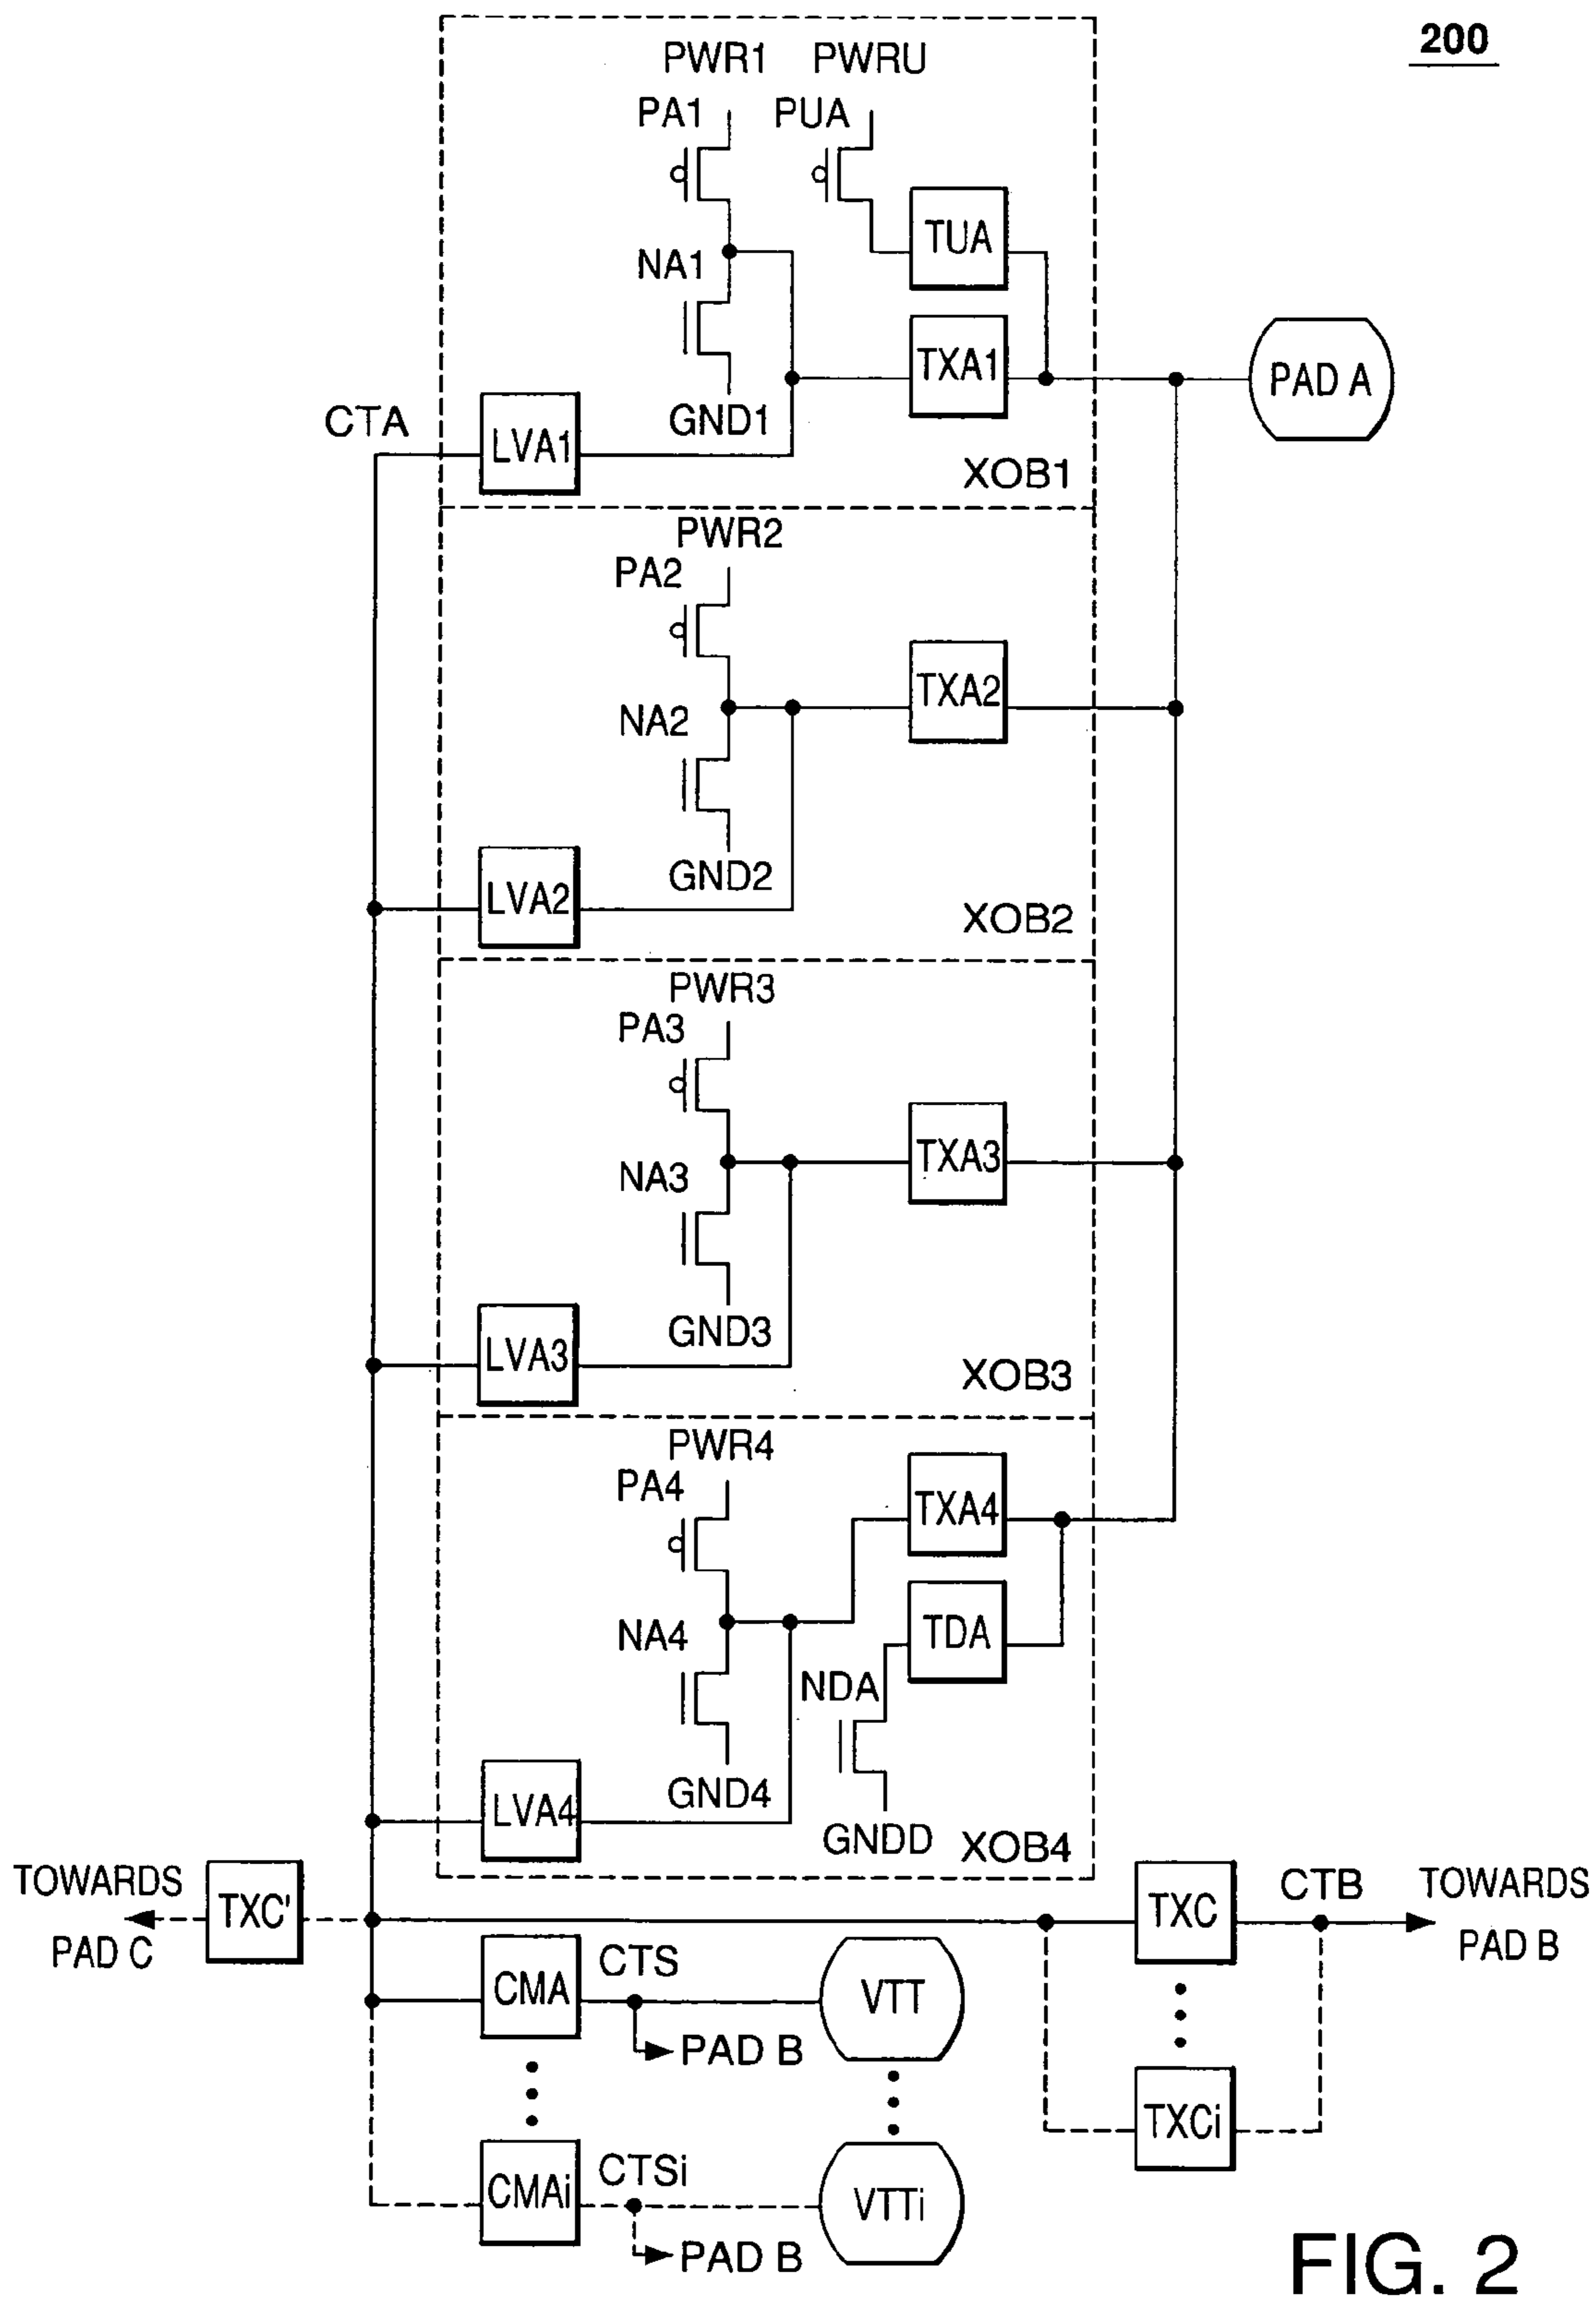 200
PWR1 PWRU
PA1 PUA
TUA
NA1
TXA1
PAD A
GND1
CTA
LVA1
XOB1
PWR2
PA2
TXA2
NA2
GND2
LVA2
XOB2
PWR3
PA3
TXA3
NA3
GND3
LVA3
XOB3
PWR4
PA4
TXA4
NA4
TDA
NDA
GND4
LVA4
GNDD
XOB4
TOWARDS
PAD C
TXC'
TXC
CTB
TOWARDS
PAD B
CMA
CTS
VTT
PAD B
TXCi
CMAi
CTSi
VTTi
PAD B
FIG. 2